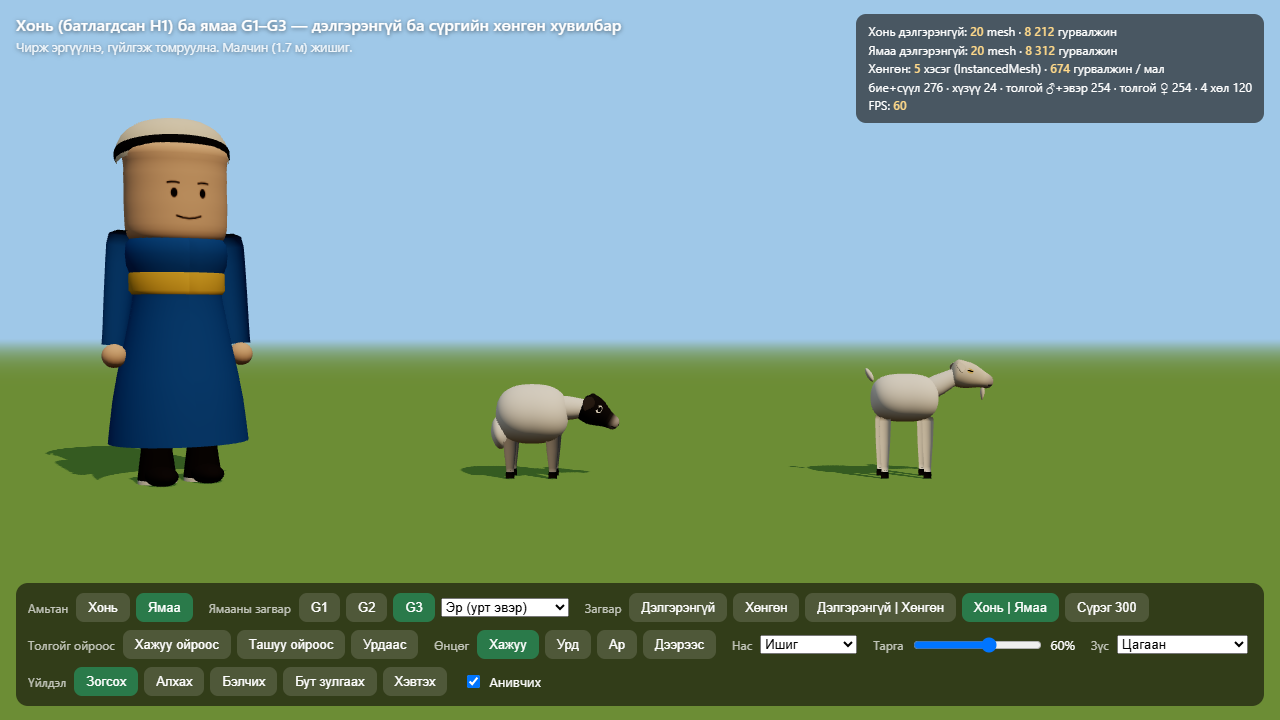 Хонь (батлагдсан H1) ба ямаа G1–G3 — дэлгэрэнгүй ба сүргийн хөнгөн хувилбар
Чирж эргүүлнэ, гүйлгэж томруулна. Малчин (1.7 м) жишиг.
Хонь дэлгэрэнгүй: 20 mesh · 8 212 гурвалжин
Ямаа дэлгэрэнгүй: 20 mesh · 8 312 гурвалжин
Хөнгөн: 5 хэсэг (InstancedMesh) · 674 гурвалжин / мал
бие+сүүл 276 · хүзүү 24 · толгой ♂+эвэр 254 · толгой ♀ 254 · 4 хөл 120
FPS: 60
Амьтан Хонь Ямаа Ямааны загвар G1 G2 G3 Эр (урт эвэр) Загвар Дэлгэрэнгүй Хөнгөн Дэлгэрэнгүй | Хөнгөн Хонь | Ямаа Сүрэг 300
Толгойг ойроос Хажуу ойроос Ташуу ойроос Урдаас Өнцөг Хажуу Урд Ар Дээрээс Нас Ишиг Тарга 60% Зүс Цагаан
Үйлдэл Зогсох Алхах Бэлчих Бут зулгаах Хэвтэх Анивчих